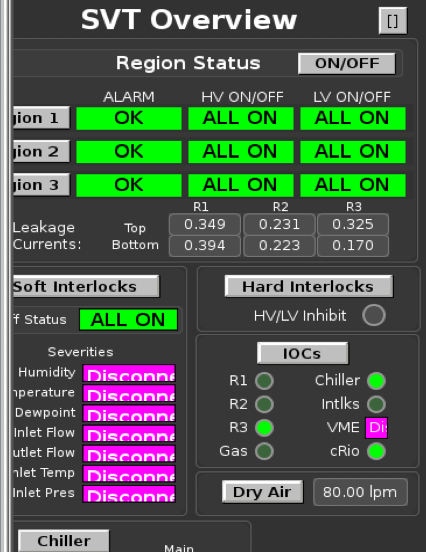 SVT Overview []
Region Status ON/OFF
ALARM HV ON/OFF LV ON/OFF
gion 1 OK ALL ON ALL ON
gion 2 OK ALL ON ALL ON
gion 3 OK ALL ON ALL ON
R1 R2 R3
Leakage Top 0.349 0.231 0.325
Currents: Bottom 0.394 0.223 0.170
Soft Interlocks
f Status ALL ON
Severities
Humidity Disconne
mperature Disconne
Dewpoint Disconne
Inlet Flow Disconne
utlet Flow Disconne
nlet Temp Disconne
Inlet Pres Disconne
Hard Interlocks
HV/LV Inhibit
IOCs
R1 Chiller
R2 Intlks
R3 VME Dis
Gas cRio
Dry Air 80.00 lpm
Chiller
Main